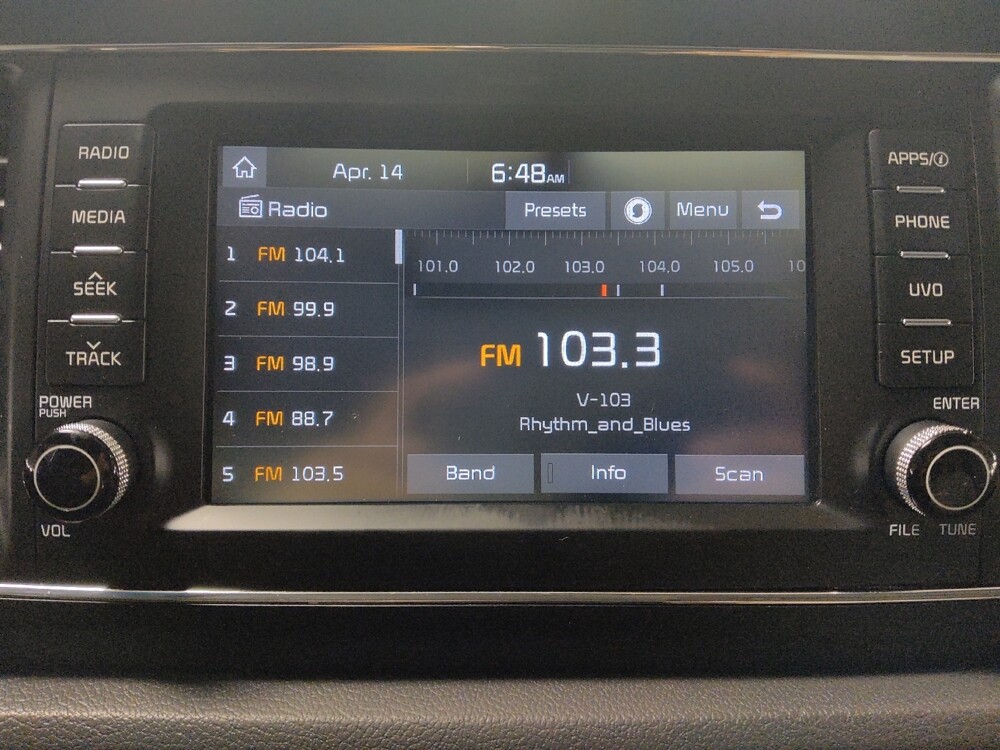 RADIO
MEDIA
SEEK
TRACK
POWER
PUSH
VOL
Apr. 14 6:48AM
Radio Presets Menu
1 FM 104.1
2 FM 99.9
3 FM 98.9
4 FM 88.7
5 FM 103.5
101.0 102.0 103.0 104.0 105.0 10
FM 103.3
V-103
Rhythm_and_Blues
Band Info Scan
APPS/i
PHONE
UVO
SETUP
ENTER
FILE TUNE